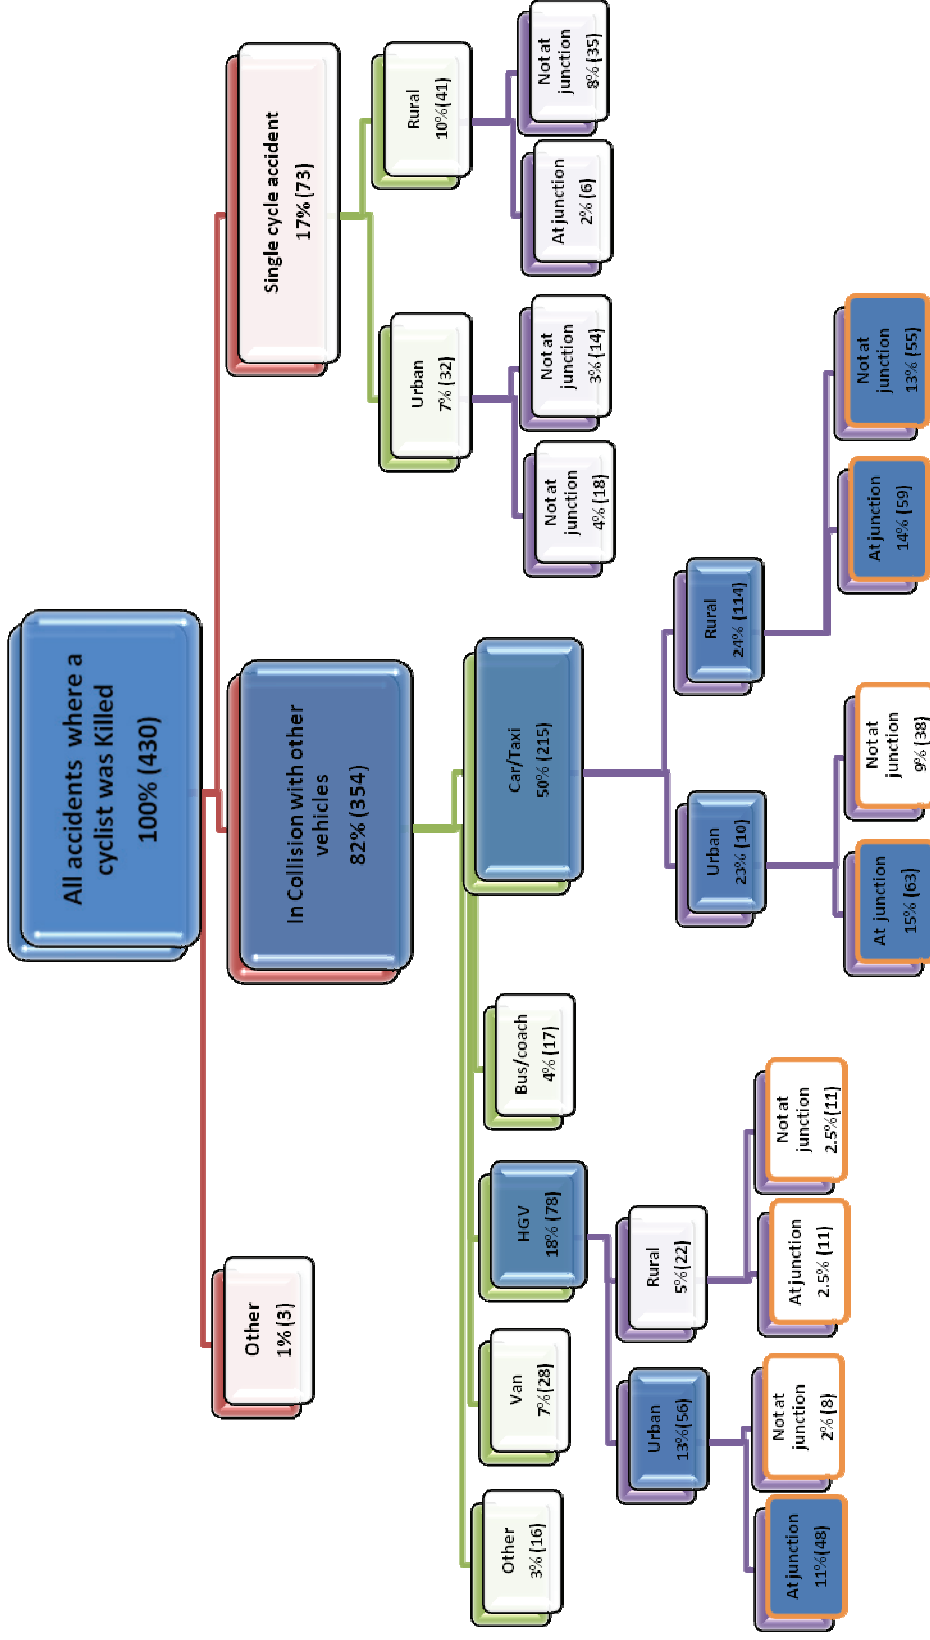 All accidents where a
cyclist was Killed
100% (430)
Other
1% (3)
In Collision with other
vehicles
82% (354)
Single cycle accident
17% (73)
Other
3% (16)
Van
7%(28)
HGV
18% (78)
Bus/coach
4% (17)
Car/Taxi
50% (215)
Urban
7% (32)
Rural
10%(41)
Not at
junction
4% (18)
Not at
junction
3% (14)
At junction
2% (6)
Not at
junction
8% (35)
Urban
13%(56)
Rural
5%(22)
Urban
23% (10)
Rural
24% (114)
At junction
11%(48)
Not at
junction
2% (8)
At junction
2.5% (11)
Not at
junction
2.5%(11)
At junction
15% (63)
Not at
junction
9% (38)
At junction
14% (59)
Not at
junction
13% (55)